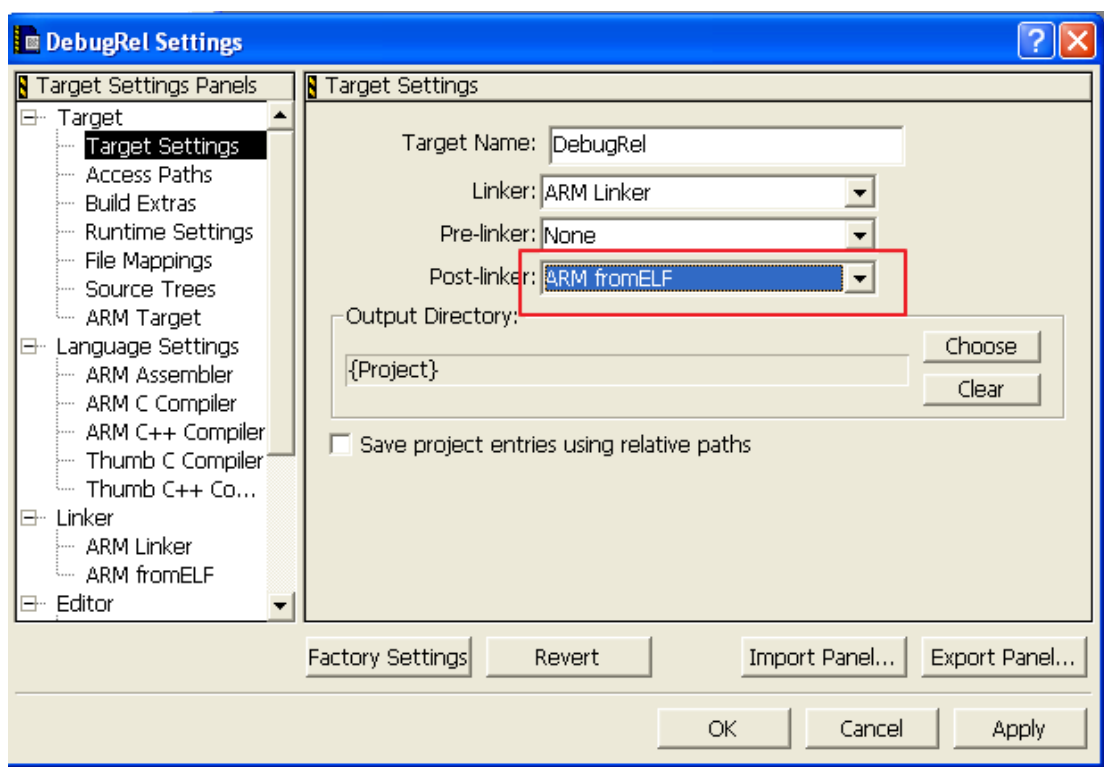 DebugRel Settings
Target Settings Panels
Target
Target Settings
Access Paths
Build Extras
Runtime Settings
File Mappings
Source Trees
ARM Target
Language Settings
ARM Assembler
ARM C Compiler
ARM C++ Compiler
Thumb C Compiler
Thumb C++ Co...
Linker
ARM Linker
ARM fromELF
Editor
Target Settings
Target Name: DebugRel
Linker: ARM Linker
Pre-linker: None
Post-linker: ARM fromELF
Output Directory:
{Project}
Choose
Clear
Save project entries using relative paths
Factory Settings Revert Import Panel... Export Panel...
OK Cancel Apply